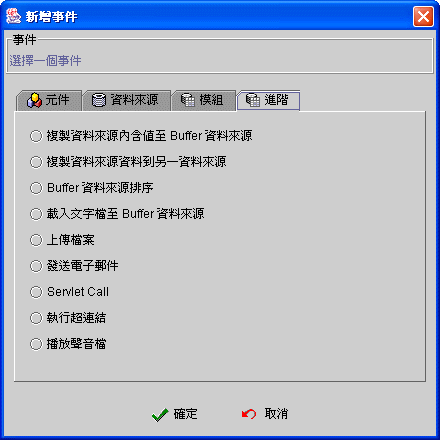 新增事件
事件
選擇一個事件
元件 資料來源 模組 進階
複製資料來源內含值至 Buffer 資料來源
複製資料來源資料到另一資料來源
Buffer 資料來源排序
載入文字檔至 Buffer 資料來源
上傳檔案
發送電子郵件
Servlet Call
執行超連結
播放聲音檔
確定 取消